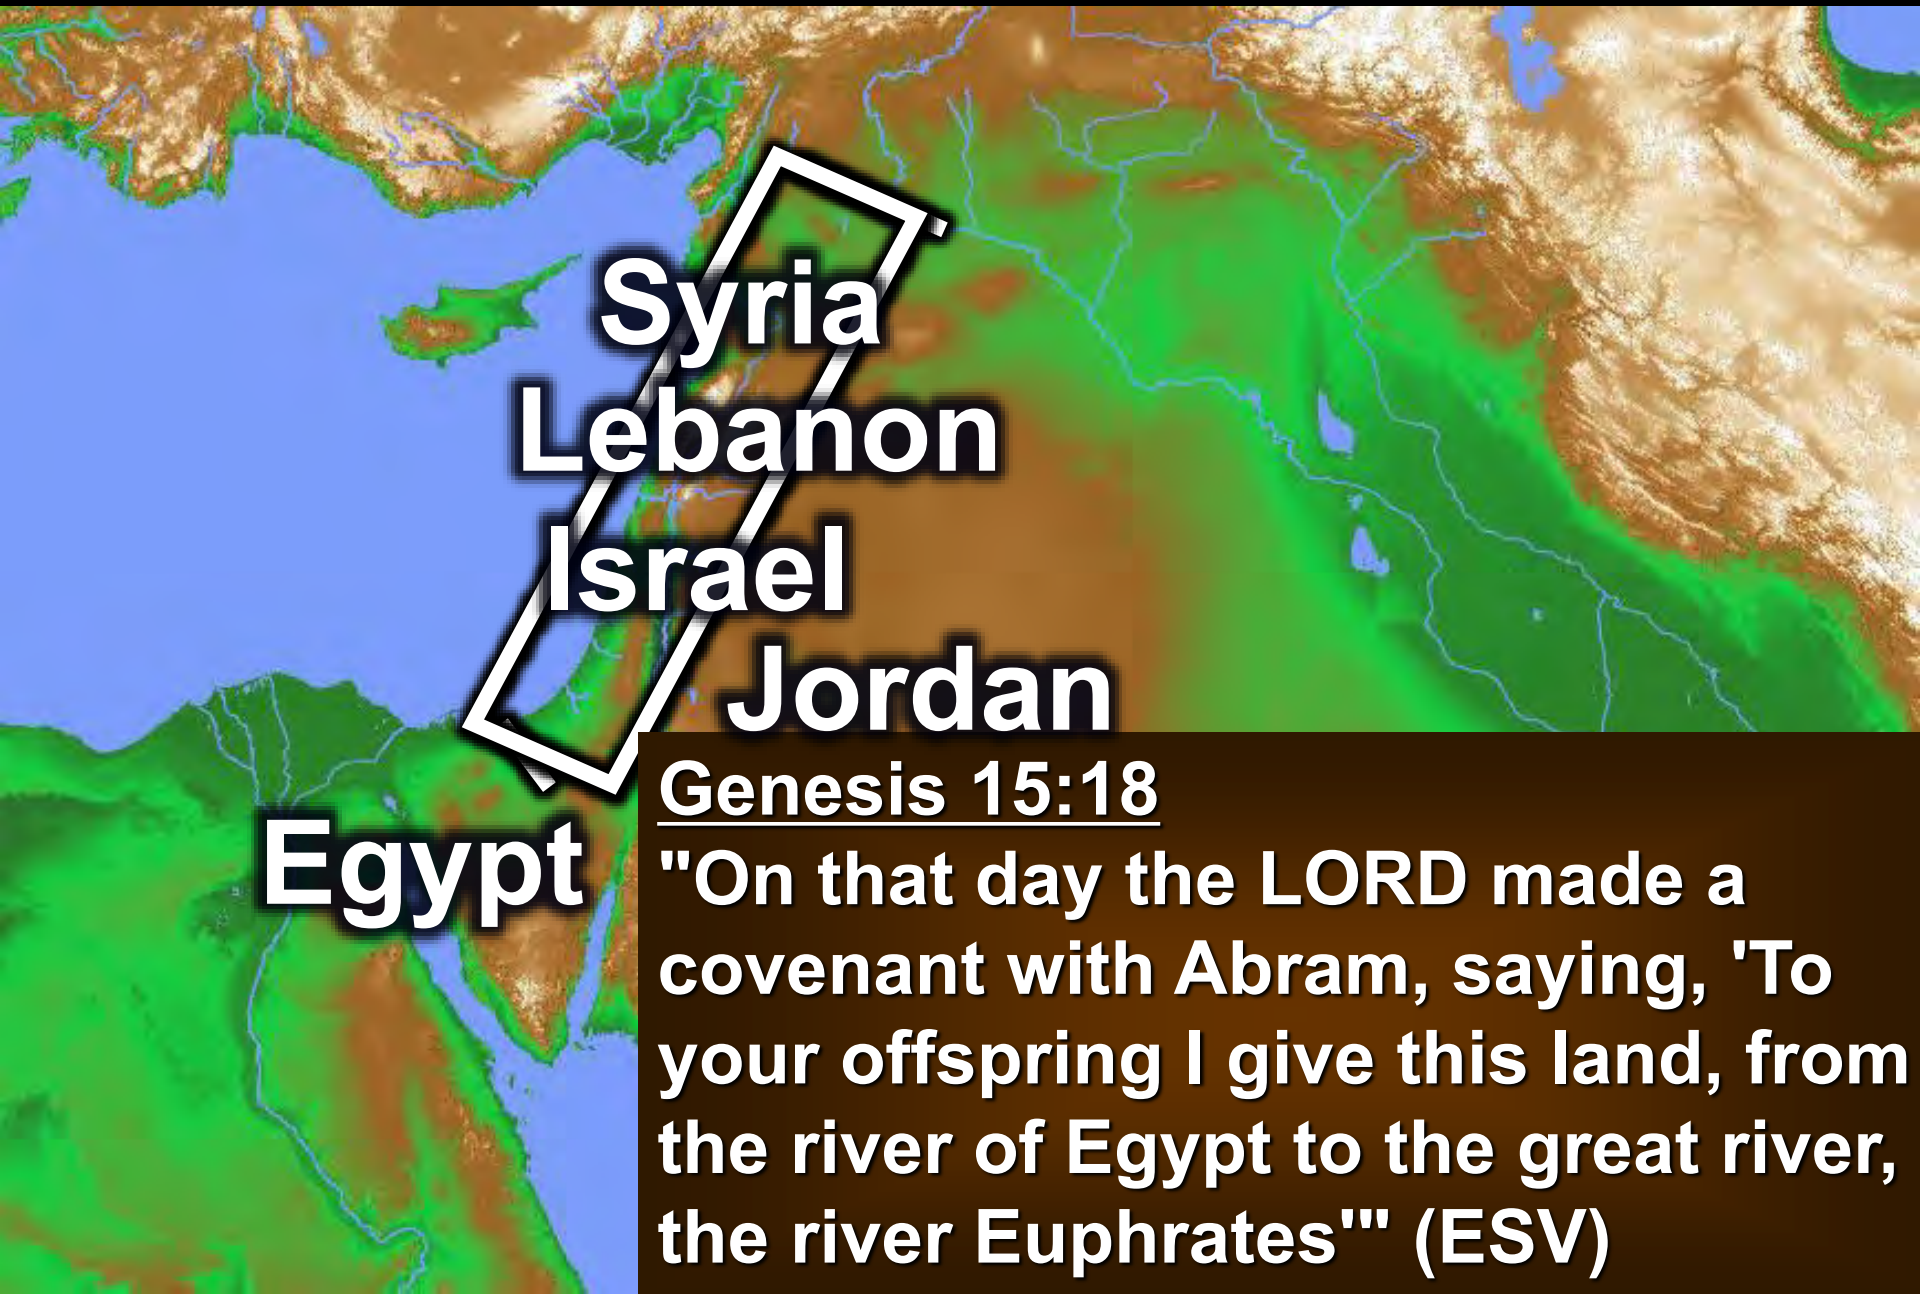 Syria
Lebanon
Israel
Jordan
Egypt
Genesis 15:18
"On that day the LORD made a
covenant with Abram, saying, 'To
your offspring I give this land, from
the river of Egypt to the great river,
the river Euphrates'" (ESV)